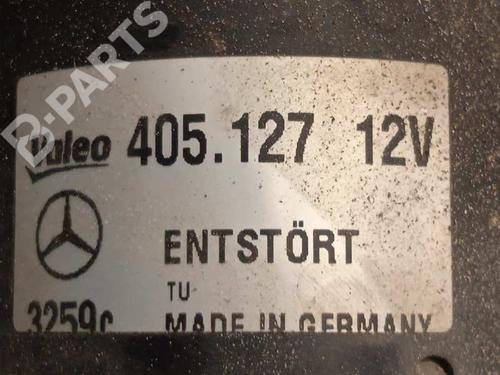 B-PARTS
Valeo 405.127 12V
ENTSTÖRT
TU
3259c MADE IN GERMANY